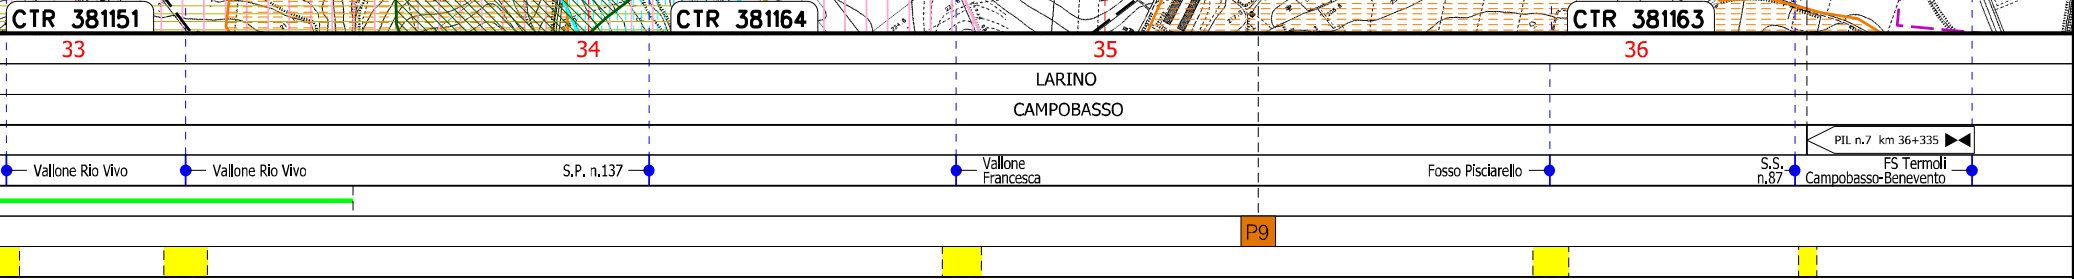 CTR 381151
CTR 381164
CTR 381163
33
34
35
36
LARINO
CAMPOBASSO
PIL n.7 km 36+335
Vallone Rio Vivo
Vallone Rio Vivo
S.P. n.137
Vallone
Francesca
Fosso Pisciarello
S.S.
n.87
FS Termoli
Campobasso-Benevento
P9